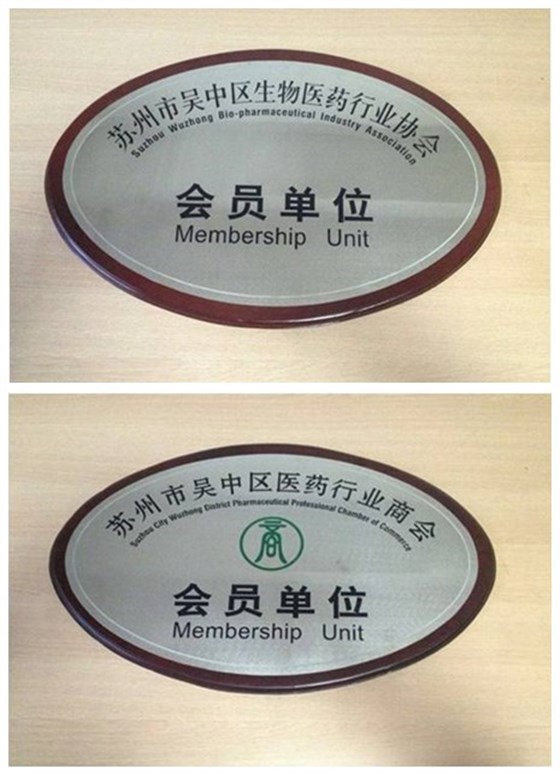 苏州市吴中区生物医药行业协会
Suzhou Wuzhong Bio-pharmaceutical Industry Association
会员单位
Membership Unit
苏州市吴中区医药行业商会
Suzhou City Wuzhong District Pharmaceutical Professional Chamber of Commerce
商
会员单位
Membership Unit